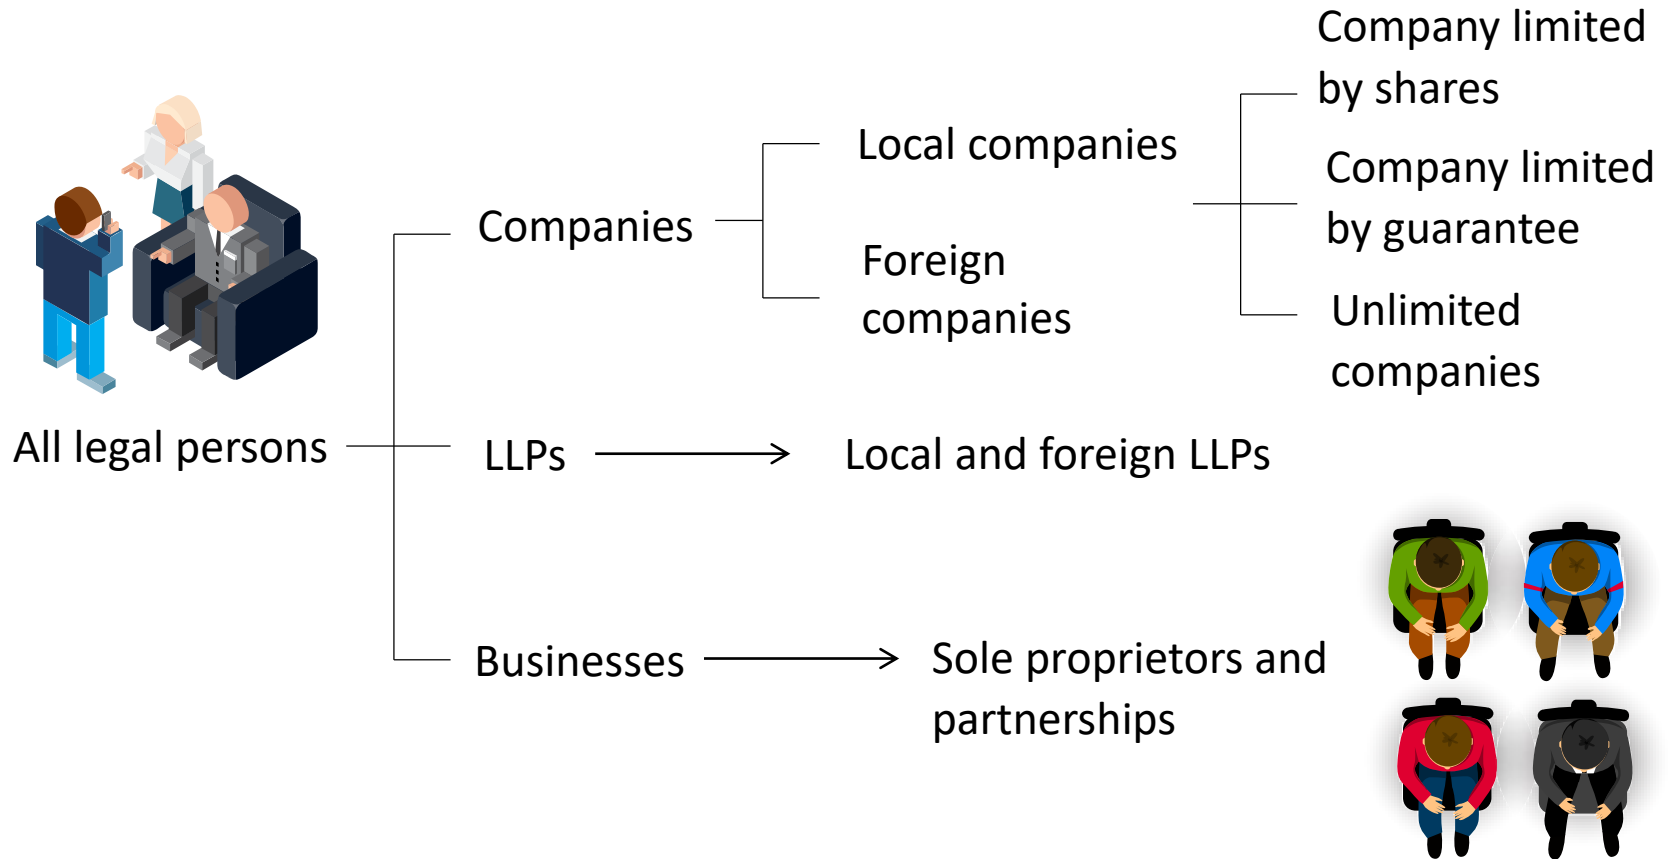 Company limited
by shares
Local companies
Company limited
by guarantee
Companies
Foreign
companies
Unlimited
companies
All legal persons
LLPs
Local and foreign LLPs
Businesses
Sole proprietors and
partnerships